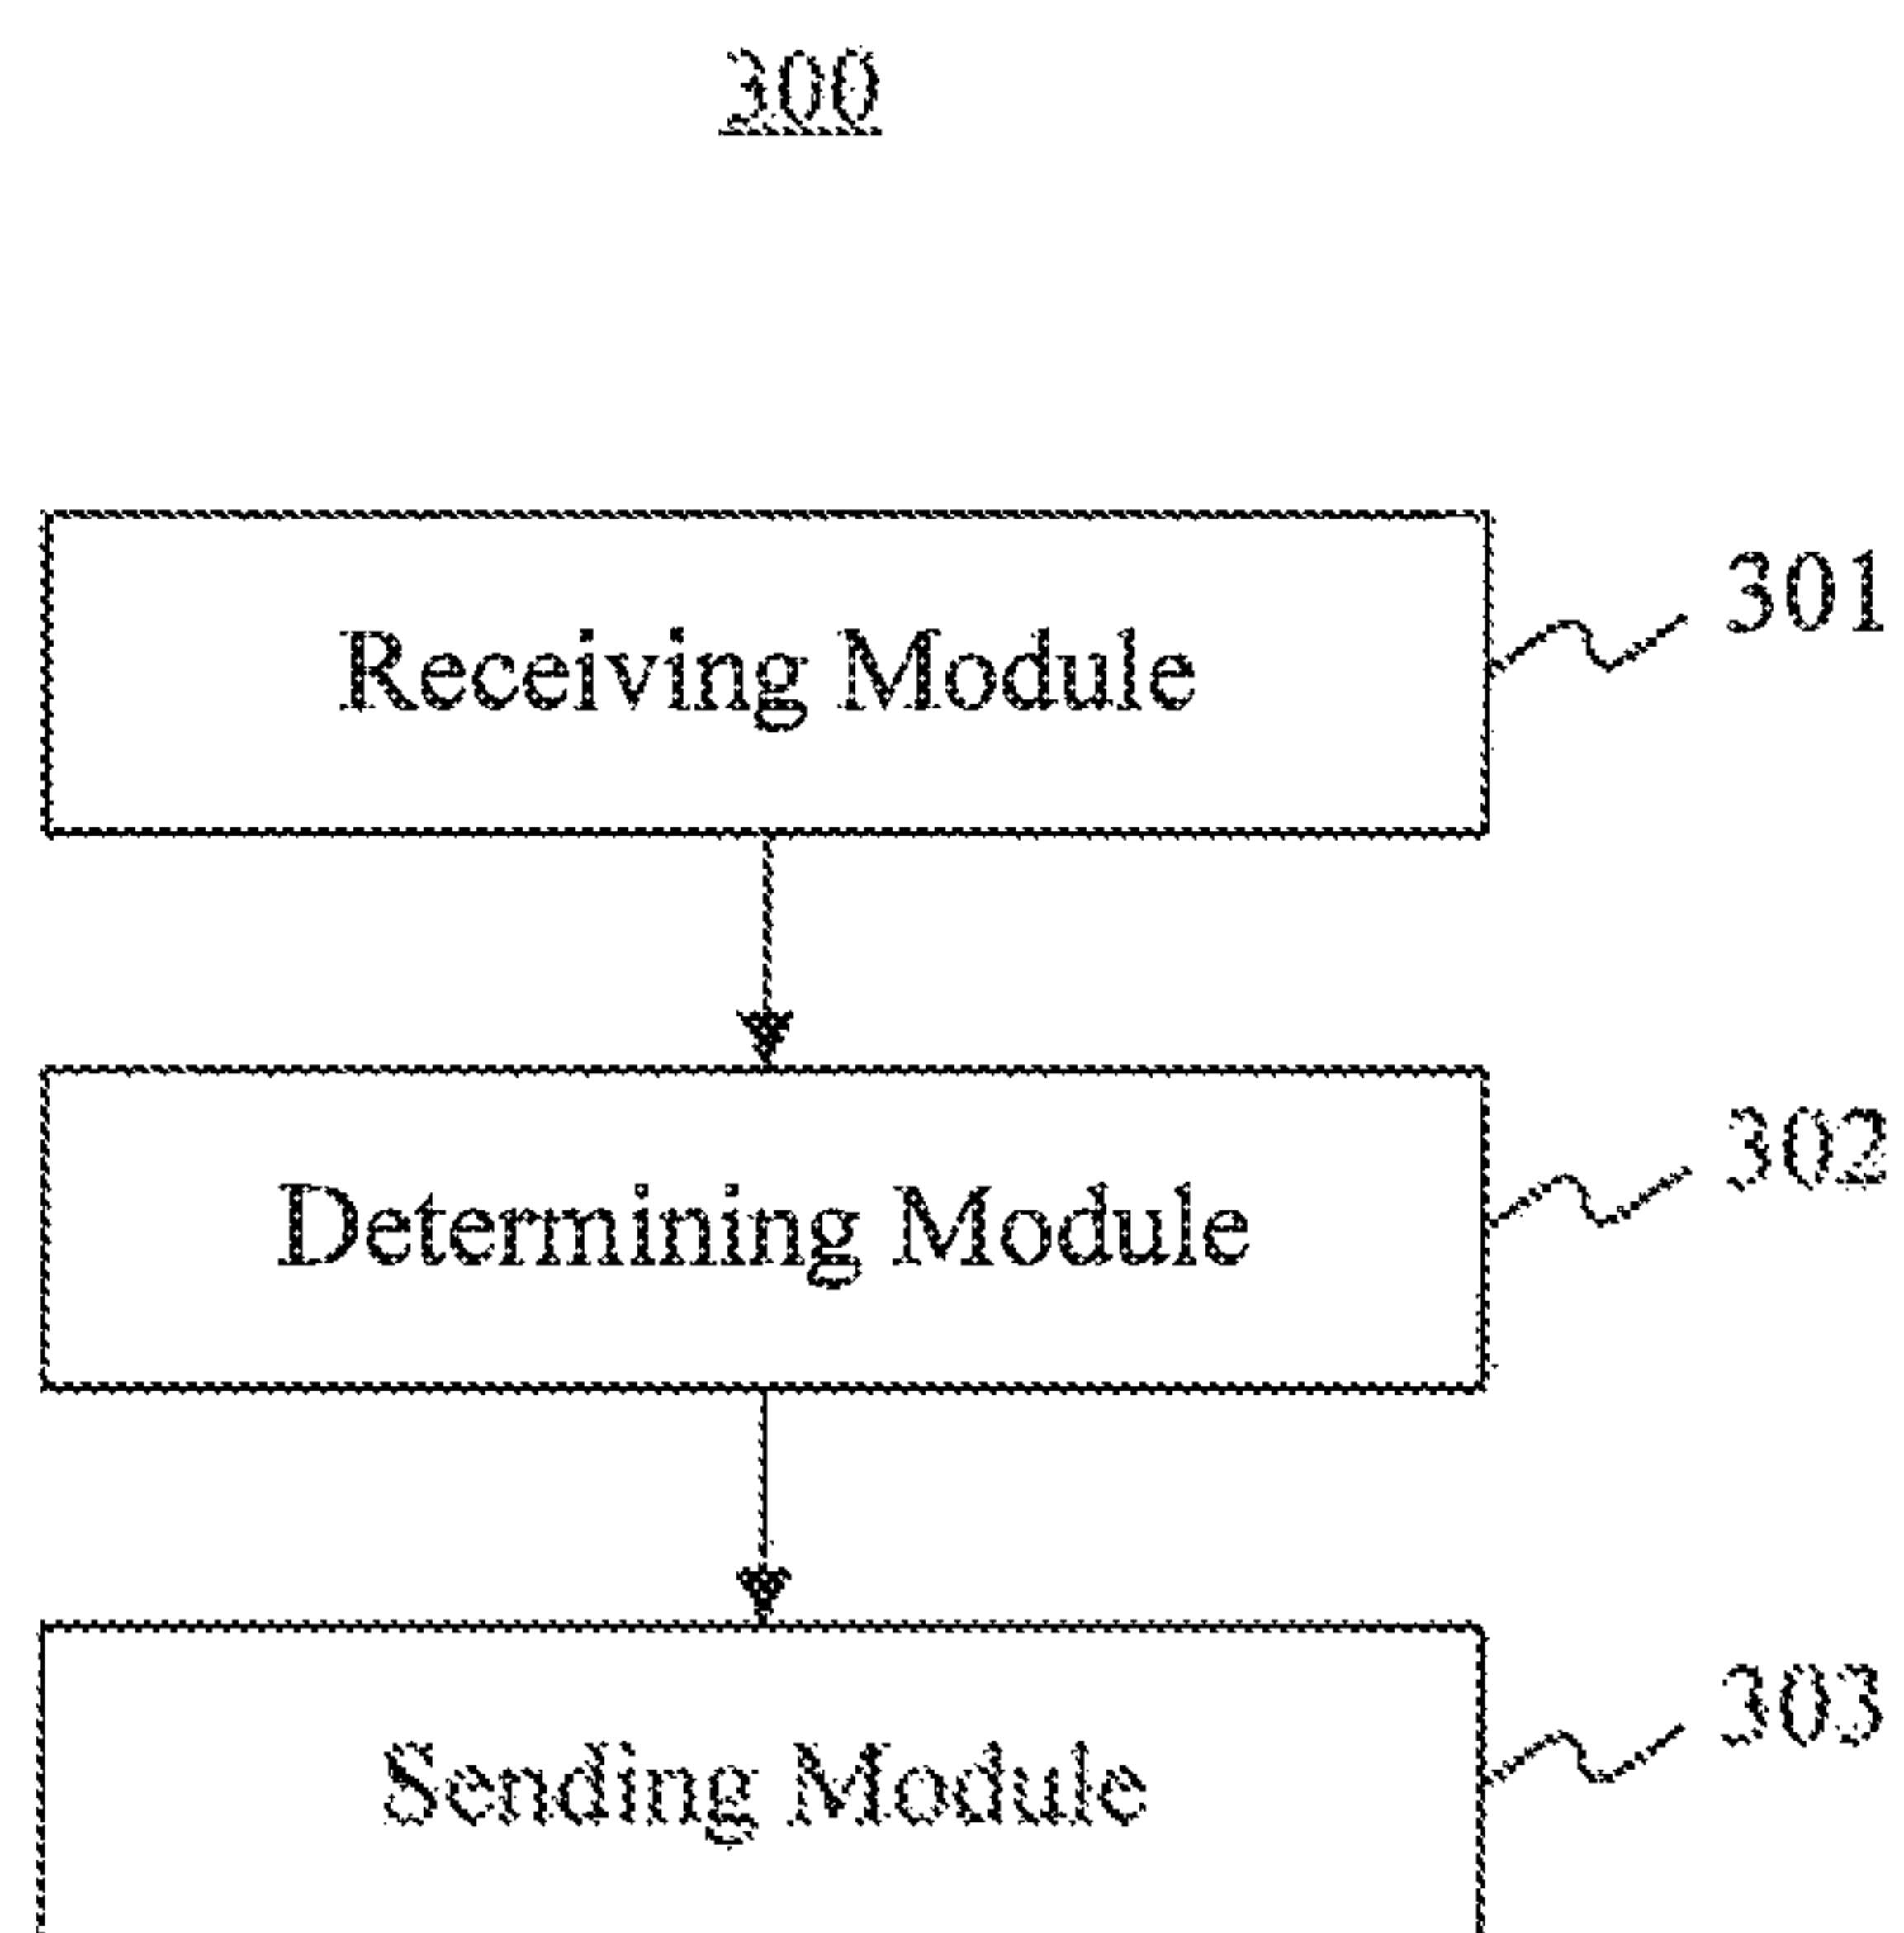 300
Receiving Module
301
Determining Module
302
Sending Module
303